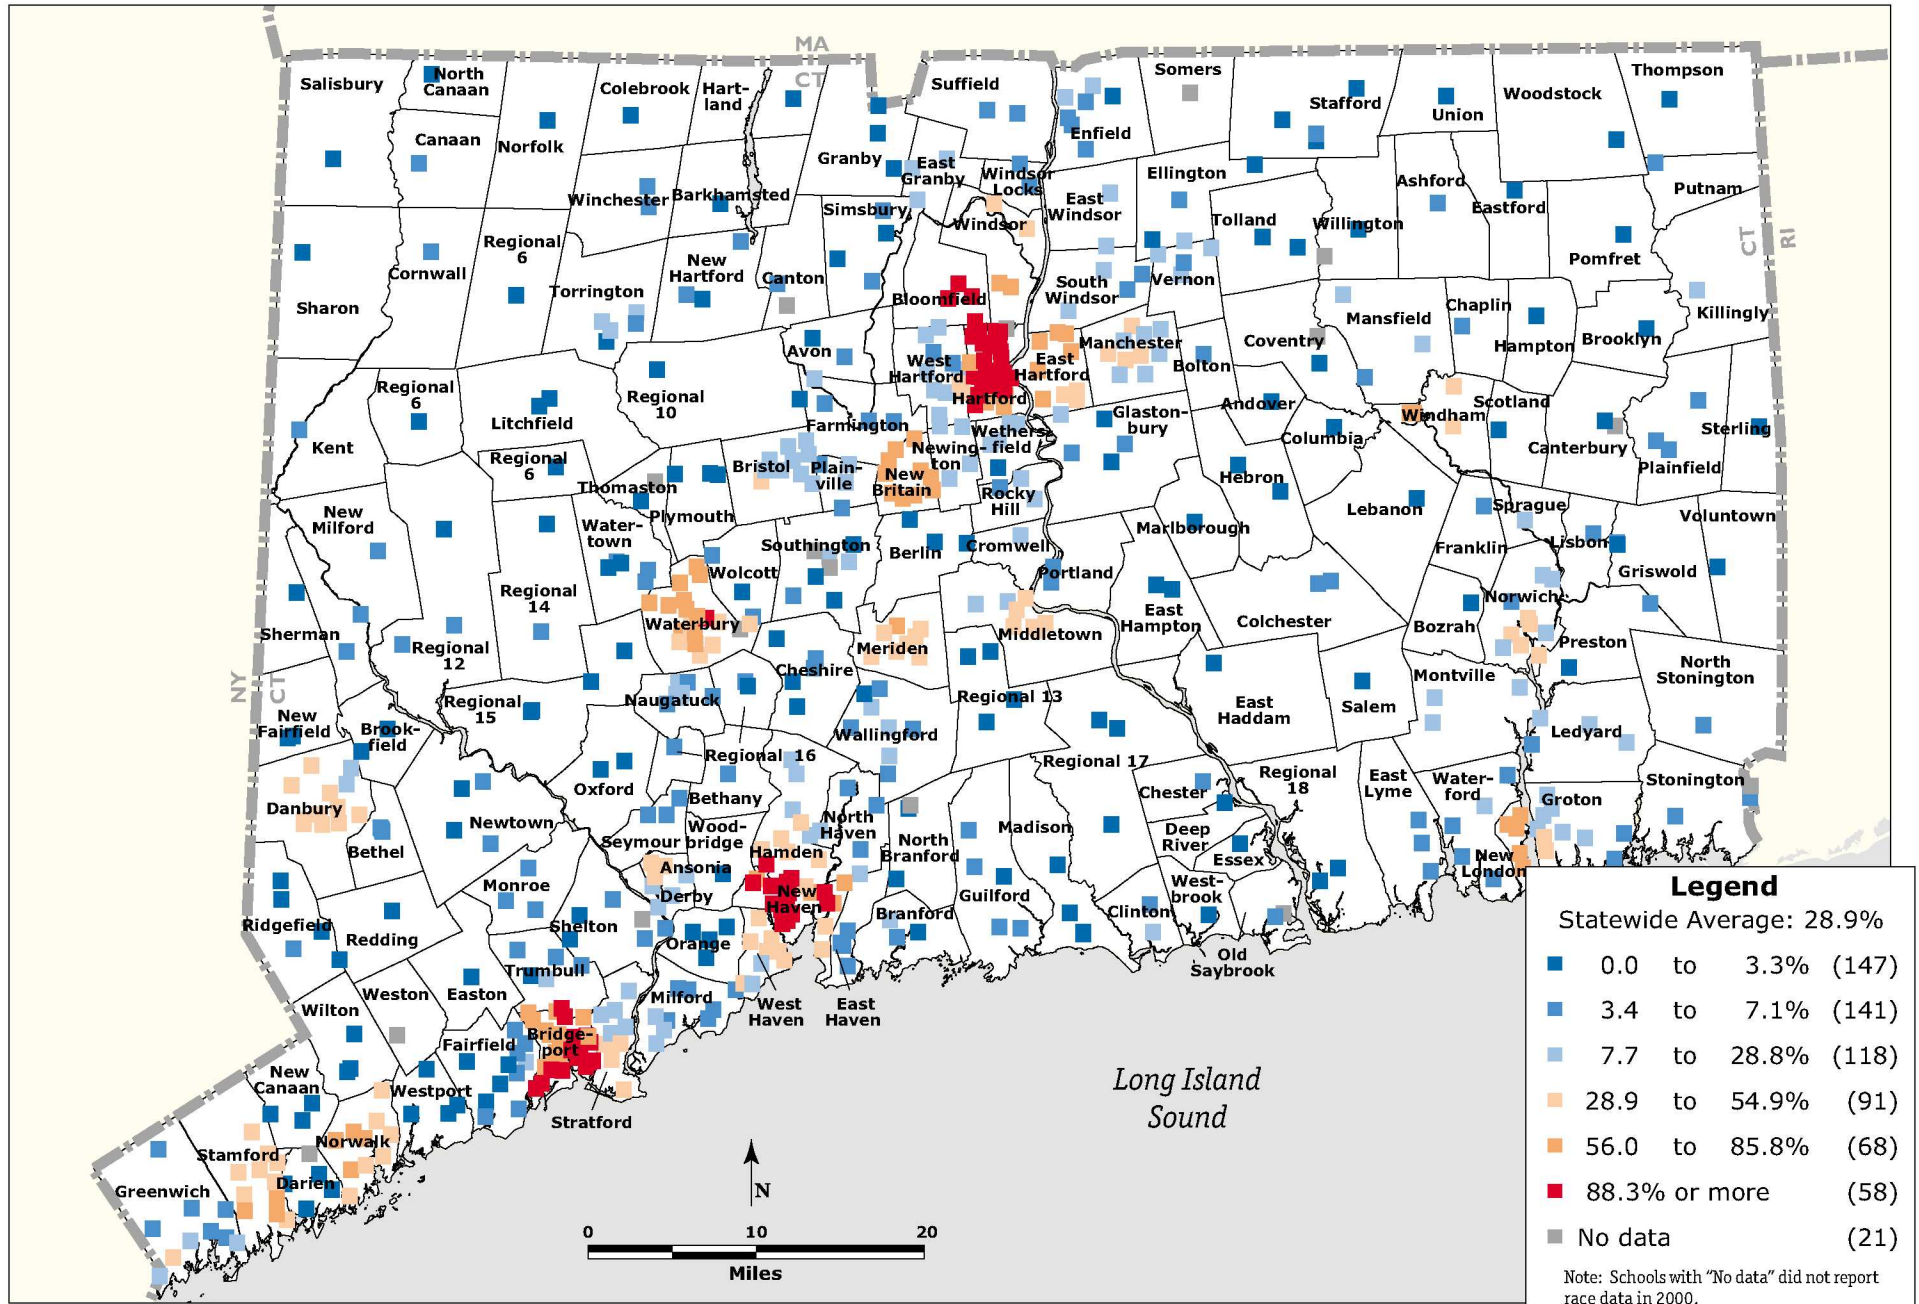 MA
CT
Salisbury
North
Canaan
Colebrook
Hart-
land
Suffield
Somers
Stafford
Union
Woodstock
Thompson
Canaan
Norfolk
Granby
East
Granby
Windsor
Locks
Enfield
Winchester
Barkhamsted
Simsbury
Windsor
East
Windsor
Ellington
Tolland
Willington
Ashford
Eastford
Putnam
Pomfret
CT
RI
Sharon
Cornwall
Regional
6
Torrington
New
Hartford
Canton
Bloomfield
South
Windsor
Vernon
Mansfield
Chaplin
Hampton
Brooklyn
Killingly
Avon
West
Hartford
East
Hartford
Manchester
Bolton
Coventry
Hartford
Regional
6
Litchfield
Regional
10
Farmington
Glaston-
bury
Andover
Columbia
Windham
Scotland
Canterbury
Plainfield
Sterling
Kent
Regional
6
Thomaston
Bristol
Plain-
ville
New
Britain
Newing-
ton
Wethers-
field
Rocky
Hill
Hebron
Lebanon
Sprague
Voluntown
New
Milford
Water-
town
Plymouth
Southington
Berlin
Cromwell
Marlborough
Franklin
Lisbon
Griswold
Wolcott
Portland
Regional
14
Sherman
Regional
12
Waterbury
Meriden
Middletown
East
Hampton
Colchester
Bozrah
Norwich
Preston
North
Stonington
NY
CT
Cheshire
Naugatuck
Regional
15
Regional 13
East
Haddam
Salem
Montville
Ledyard
New
Fairfield
Brook-
field
Wallingford
Regional 16
Regional 17
Chester
Regional
18
East
Lyme
Water-
ford
Groton
Stonington
Danbury
Bethel
Newtown
Oxford
Bethany
Seymour
Wood-
bridge
Hamden
North
Haven
North
Branford
Madison
Deep
River
Essex
New
London
Monroe
Ansonia
Derby
New
Haven
Guilford
Branford
Clinton
West-
brook
Old
Saybrook
Ridgefield
Redding
Shelton
Orange
Trumbull
Milford
West
Haven
East
Haven
Wilton
Weston
Easton
Fairfield
Bridge-
port
Stratford
New
Canaan
Westport
Norwalk
Stamford
Darien
Greenwich
Long Island
Sound
N
0 10 20
Miles
Legend
Statewide Average: 28.9%
0.0 to 3.3% (147)
3.4 to 7.1% (141)
7.7 to 28.8% (118)
28.9 to 54.9% (91)
56.0 to 85.8% (68)
88.3% or more (58)
No data (21)
Note: Schools with "No data" did not report
race data in 2000.